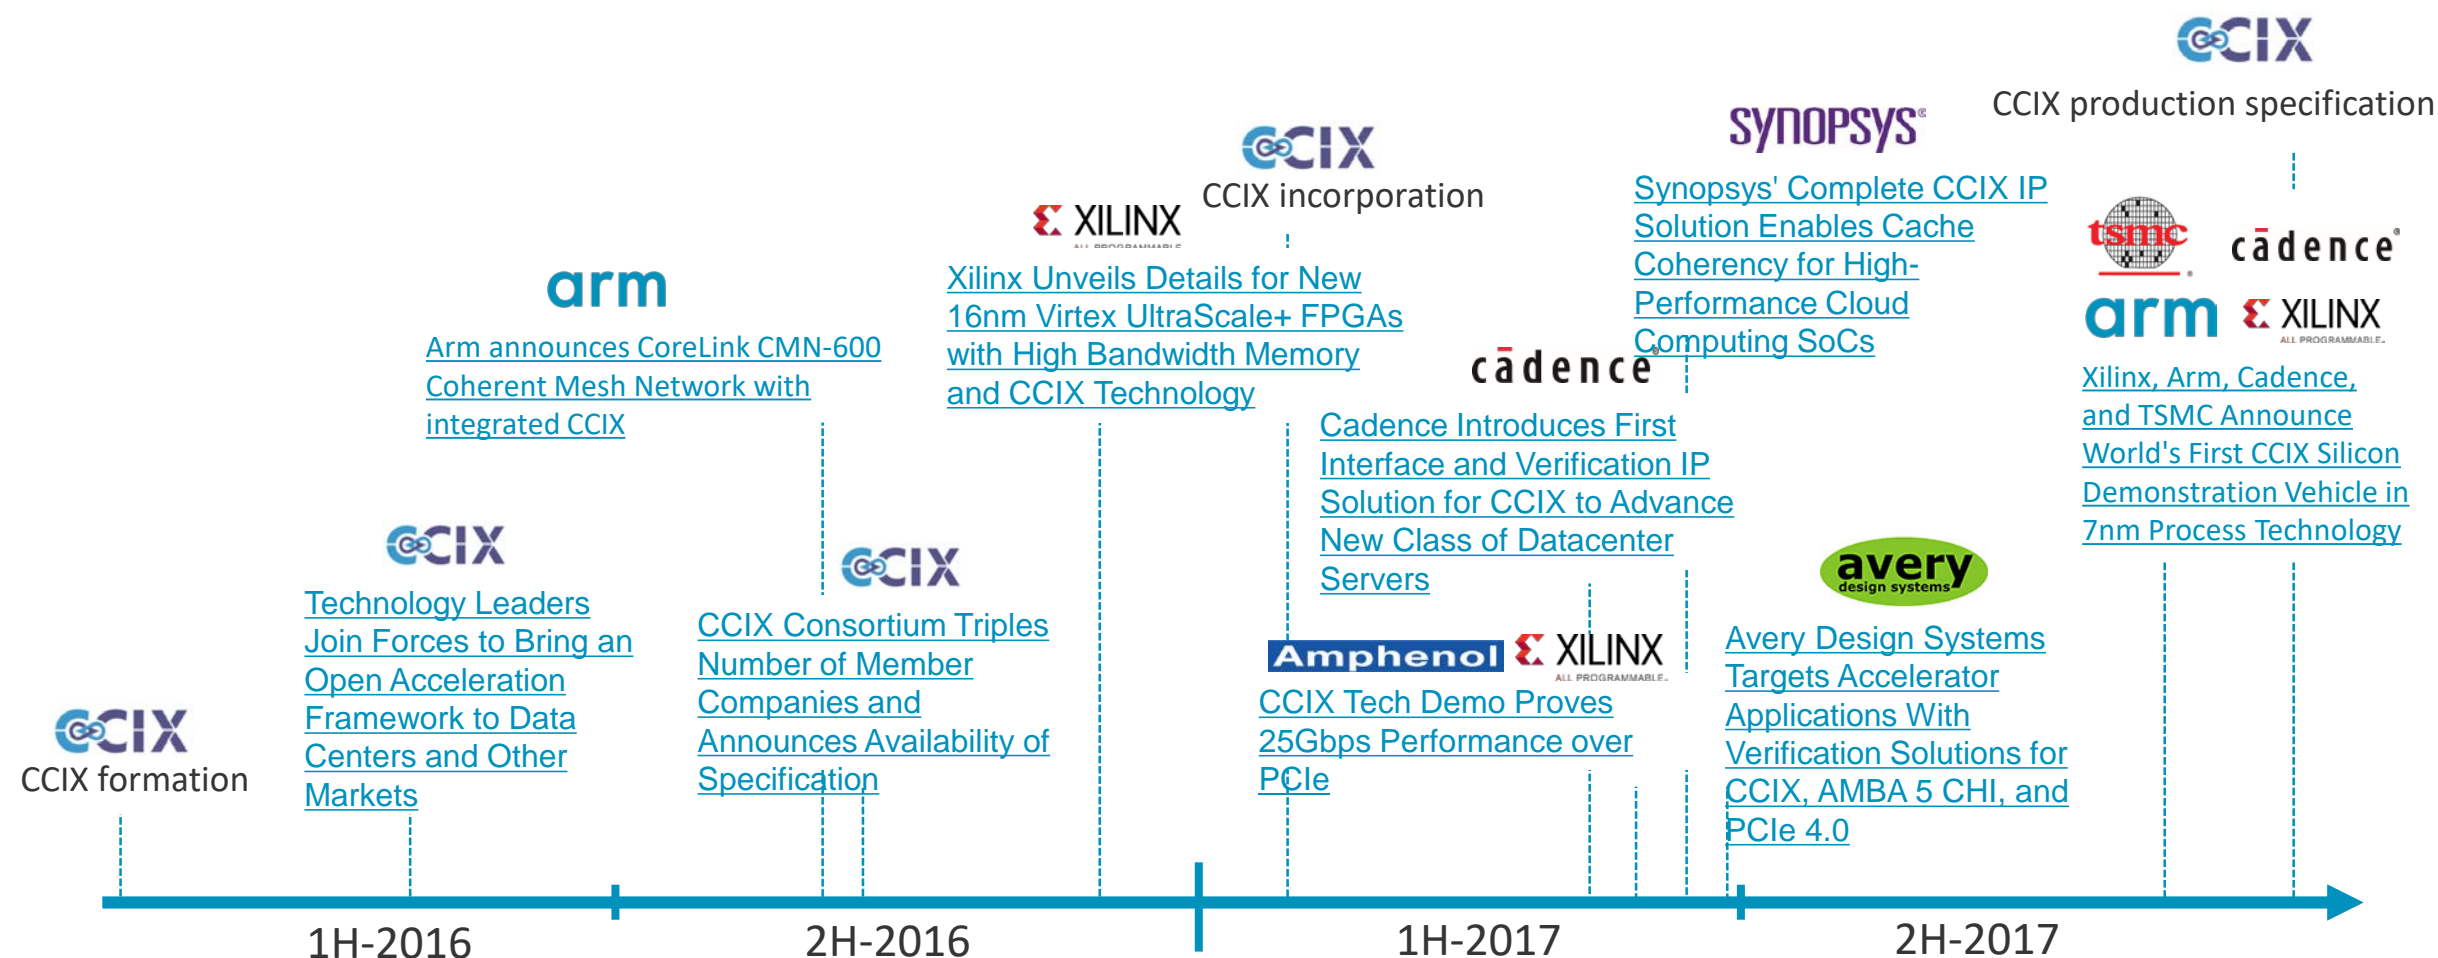 CCIX
CCIX formation
CCIX
Technology Leaders
Join Forces to Bring an
Open Acceleration
Framework to Data
Centers and Other
Markets
arm
Arm announces CoreLink CMN-600
Coherent Mesh Network with
integrated CCIX
CCIX
CCIX Consortium Triples
Number of Member
Companies and
Announces Availability of
Specification
XILINX
ALL PROGRAMMABLE
Xilinx Unveils Details for New
16nm Virtex UltraScale+ FPGAs
with High Bandwidth Memory
and CCIX Technology
CCIX
CCIX incorporation
cādence®
Cadence Introduces First
Interface and Verification IP
Solution for CCIX to Advance
New Class of Datacenter
Servers
Amphenol
XILINX
ALL PROGRAMMABLE™
CCIX Tech Demo Proves
25Gbps Performance over
PCIe
SYNOPSYS®
Synopsys' Complete CCIX IP
Solution Enables Cache
Coherency for High-
Performance Cloud
Computing SoCs
avery
design systems
Avery Design Systems
Targets Accelerator
Applications With
Verification Solutions for
CCIX, AMBA 5 CHI, and
PCIe 4.0
CCIX
CCIX production specification
tsmc®
cādence®
arm
XILINX
ALL PROGRAMMABLE™
Xilinx, Arm, Cadence,
and TSMC Announce
World's First CCIX Silicon
Demonstration Vehicle in
7nm Process Technology
1H-2016
2H-2016
1H-2017
2H-2017